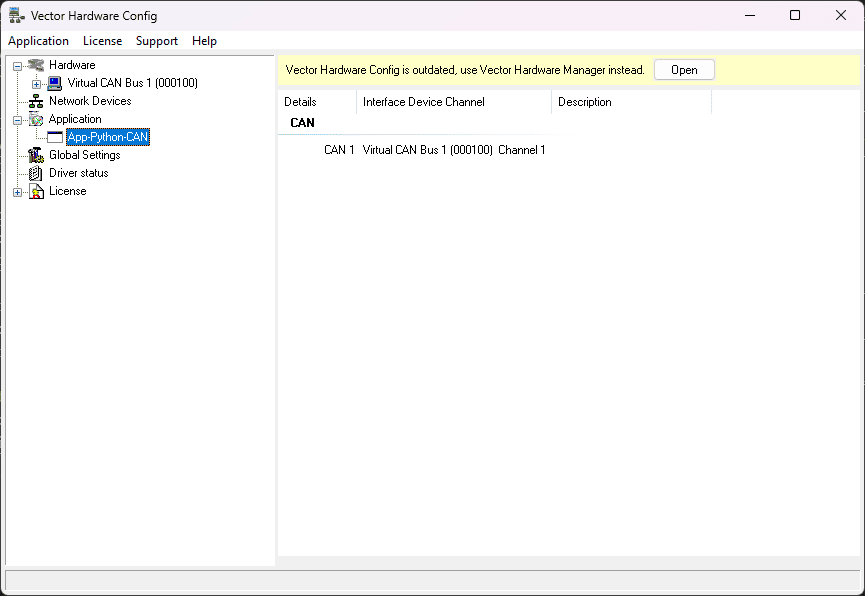 Vector Hardware Config
Application License Support Help
Hardware
Virtual CAN Bus 1 (000100)
Network Devices
Application
App-Python-CAN
Global Settings
Driver status
License
Vector Hardware Config is outdated, use Vector Hardware Manager instead. Open
Details Interface Device Channel Description
CAN
CAN 1 Virtual CAN Bus 1 (000100) Channel 1